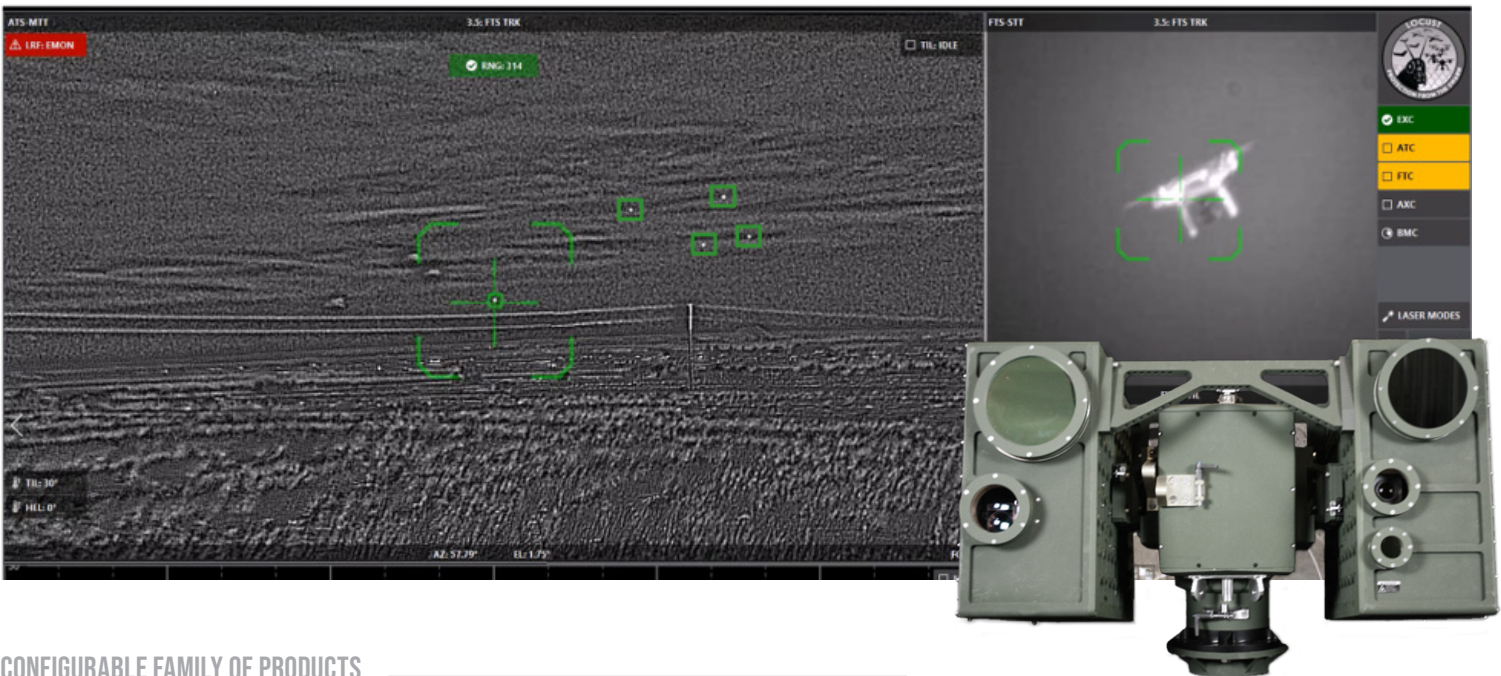 ATS-MTT
3.5: FTS TRK
LRF: EMON
RNG: 314
TIL: IDLE
TIL: 30°
HEL: 0°
AZ: 57.79°
EL: 1.75°
FTS-STT
3.5: FTS TRK
LOCUST
EXC
ATC
FTC
AXC
BMC
LASER MODES
CONFIGURABLE FAMILY OF PRODUCTS